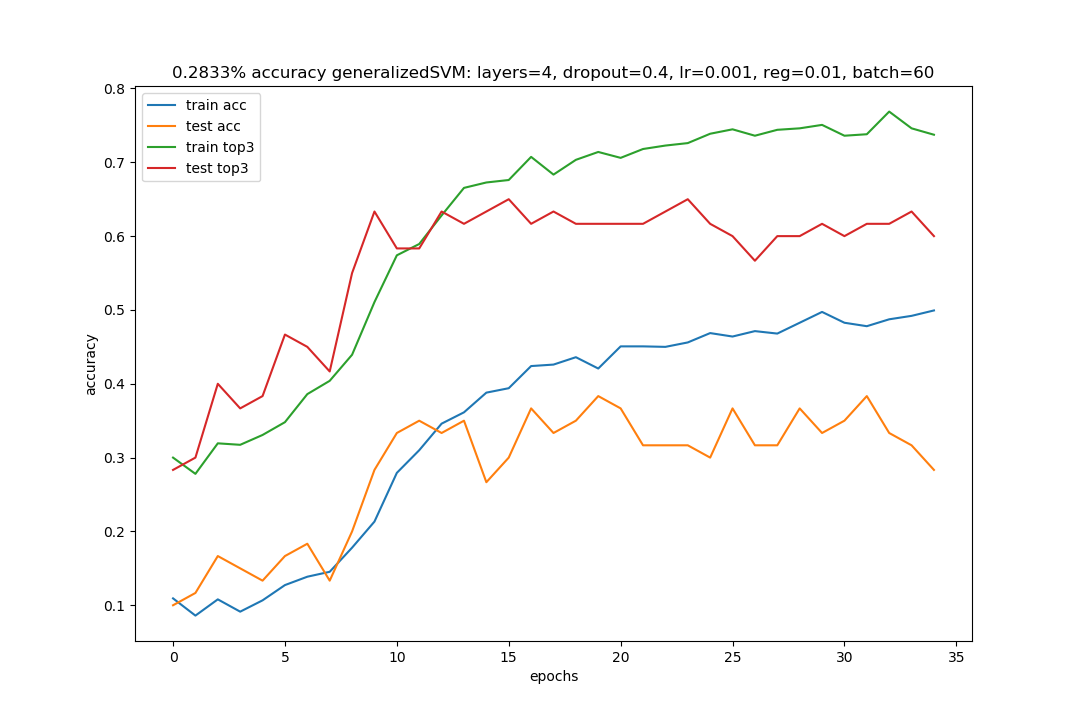 0.2833% accuracy generalizedSVM: layers=4, dropout=0.4, lr=0.001, reg=0.01, batch=60
train acc
test acc
train top3
test top3
0.8
0.7
0.6
0.5
0.4
0.3
0.2
0.1
accuracy
0 5 10 15 20 25 30 35
epochs